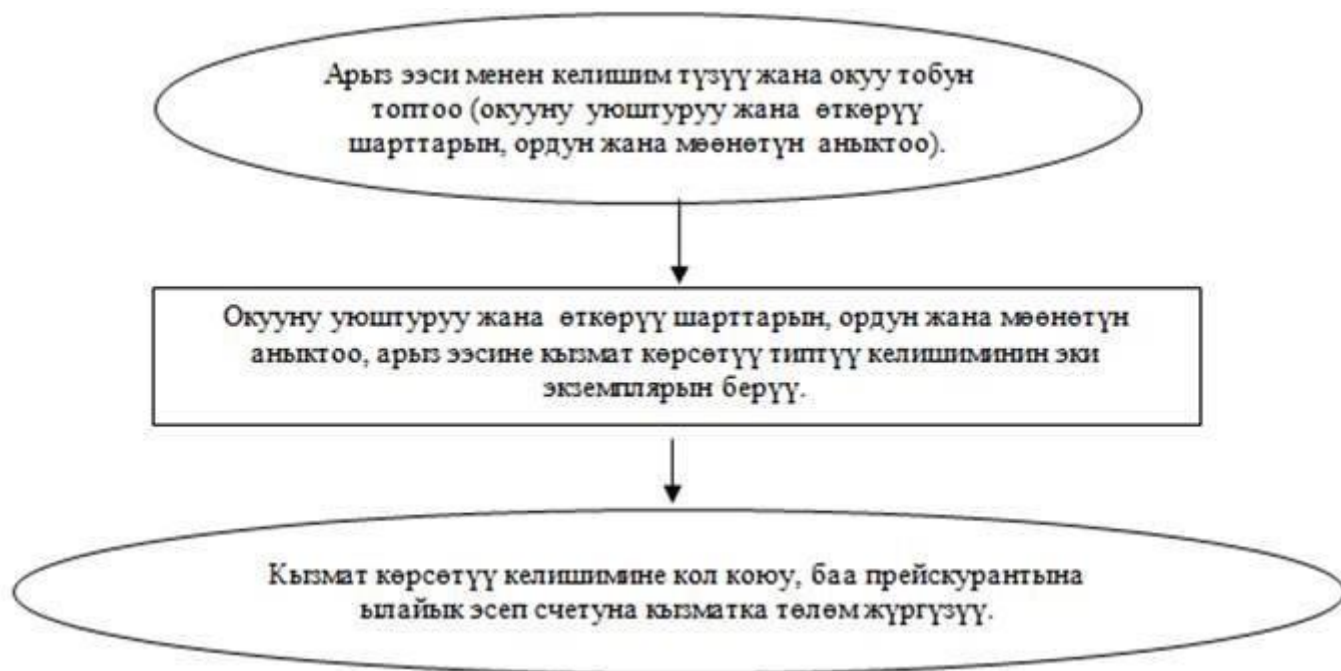 Арыз ээси менен келишим түзүү жана окуу тобун
топтоо (окууну уюштуруу жана өткөрүү
шарттарын, ордун жана мөөнөтүн аныктоо).
Окууну уюштуруу жана өткөрүү шарттарын, ордун жана мөөнөтүн
аныктоо, арыз ээсине кызмат көрсөтүү типтүү келишиминин эки
экземплярын берүү.
Кызмат көрсөтүү келишимине кол коюу, баа прейскурантына
ылайык эсеп счетуна кызматка төлөм жүргүзүү.